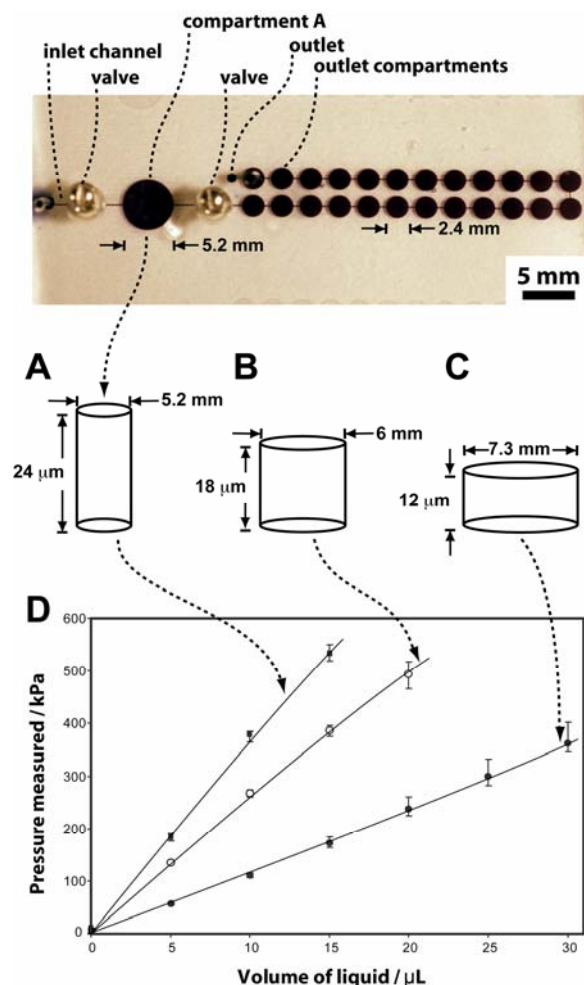 compartment A
outlet
inlet channel
outlet compartments
valve
valve
5.2 mm
2.4 mm
5 mm
A
B
C
5.2 mm
6 mm
7.3 mm
24 μm
18 μm
12 μm
D
600
500
400
300
200
100
0
Pressure measured / kPa
0 5 10 15 20 25 30
Volume of liquid / μL